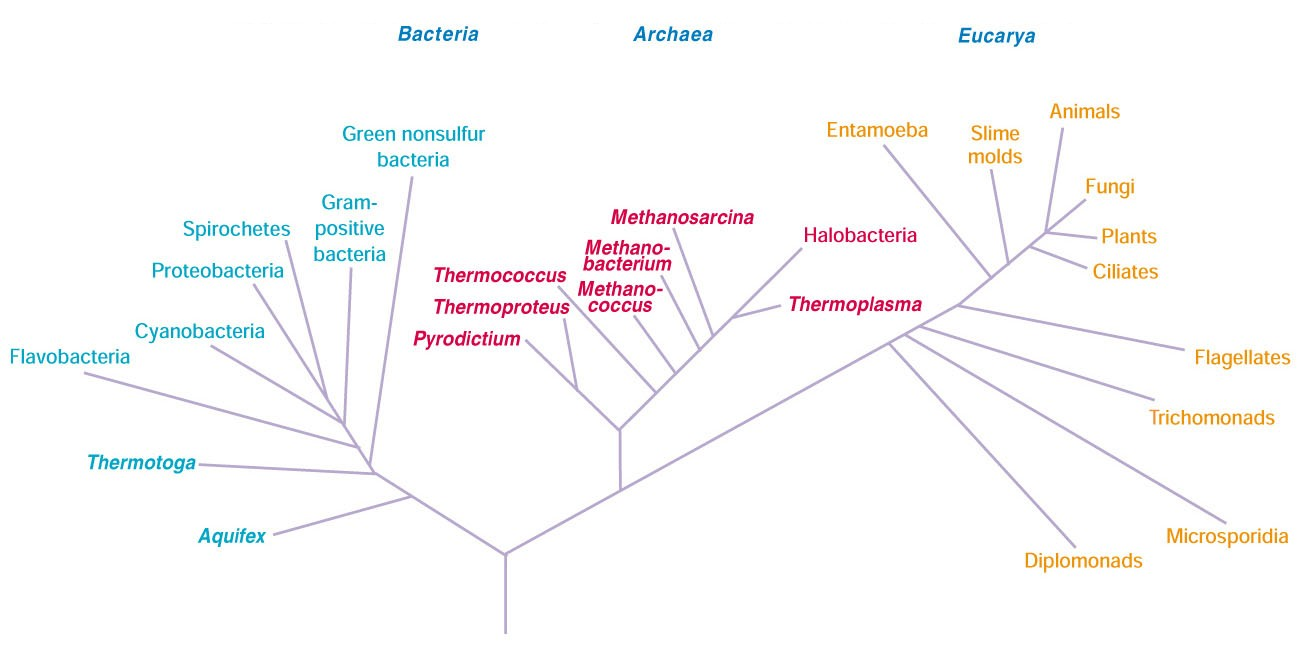 Bacteria
Archaea
Eucarya
Green nonsulfur
bacteria
Gram-
positive
bacteria
Spirochetes
Proteobacteria
Cyanobacteria
Flavobacteria
Thermotoga
Aquifex
Methanosarcina
Methano-
bacterium
Halobacteria
Thermococcus
Methano-
coccus
Thermoproteus
Thermoplasma
Pyrodictium
Entamoeba
Slime
molds
Animals
Fungi
Plants
Ciliates
Flagellates
Trichomonads
Microsporidia
Diplomonads